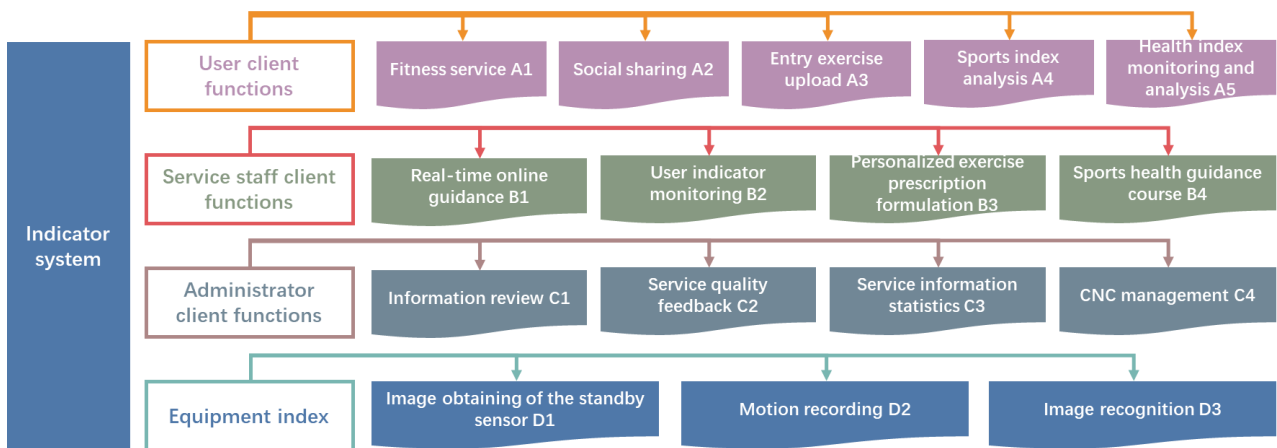 Indicator
system
User client
functions
Fitness service A1
Social sharing A2
Entry exercise
upload A3
Sports index
analysis A4
Health index
monitoring and
analysis A5
Service staff client
functions
Real-time online
guidance B1
User indicator
monitoring B2
Personalized exercise
prescription
formulation B3
Sports health guidance
course B4
Administrator
client functions
Information review C1
Service quality
feedback C2
Service information
statistics C3
CNC management C4
Equipment index
Image obtaining of the standby
sensor D1
Motion recording D2
Image recognition D3